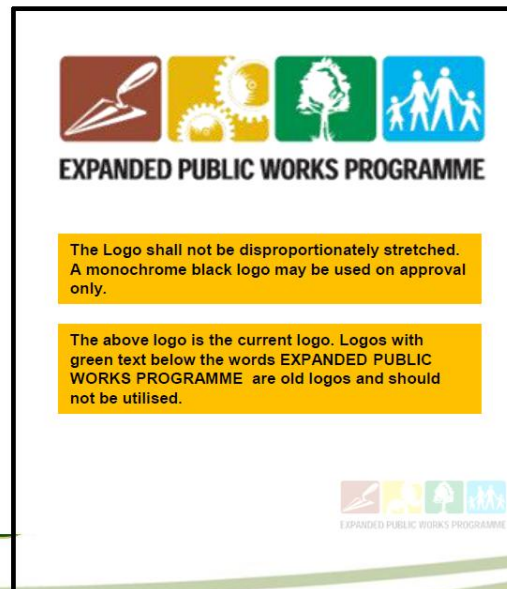 EXPANDED PUBLIC WORKS PROGRAMME
The Logo shall not be disproportionately stretched.
A monochrome black logo may be used on approval
only.
The above logo is the current logo. Logos with
green text below the words EXPANDED PUBLIC
WORKS PROGRAMME are old logos and should
not be utilised.
EXPANDED PUBLIC WORKS PROGRAMME